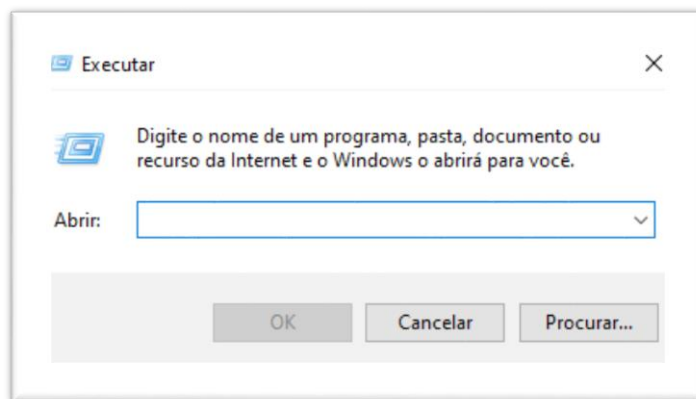 Executar
Digite o nome de um programa, pasta, documento ou
recurso da Internet e o Windows o abrirá para você.
Abrir:
OK Cancelar Procurar...